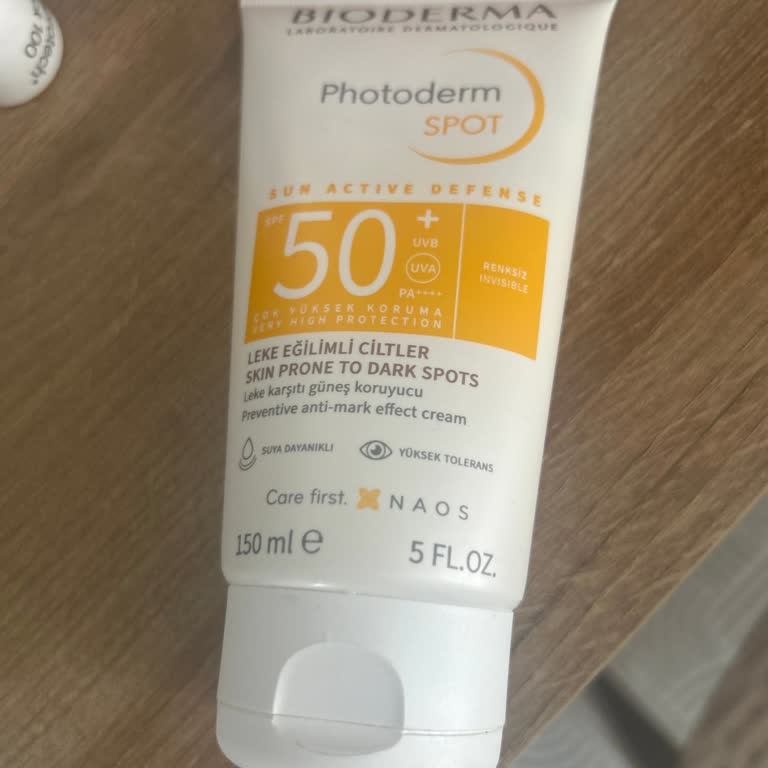 BIODERMA
LABORATOIRE DERMATOLOGIQUE
Photoderm
SPOT
SUN ACTIVE DEFENSE
SPF 50+
UVB
UVA
PA++++
RENKSİZ
INVISIBLE
ÇOK YÜKSEK KORUMA
VERY HIGH PROTECTION
LEKE EĞİLİMLİ CİLTLER
SKIN PRONE TO DARK SPOTS
Leke karşıtı güneş koruyucu
Preventive anti-mark effect cream
SUYA DAYANIKLI
YÜKSEK TOLERANS
Care first. NAOS
150 ml e
5 FL.OZ.
100